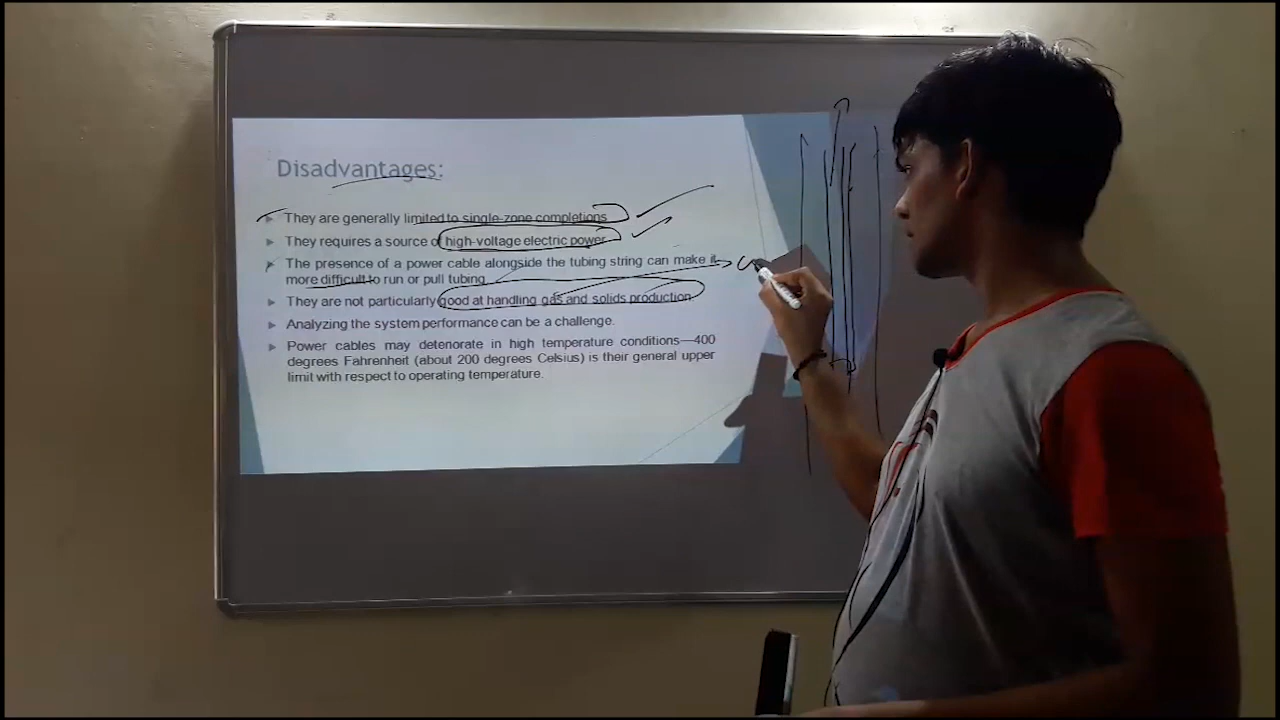 Disadvantages:
They are generally limited to single-zone completions
They requires a source of high-voltage electric power
The presence of a power cable alongside the tubing string can make it
more difficult to run or pull tubing
They are not particularly good at handling gas and solids production
Analyzing the system performance can be a challenge.
Power cables may deteriorate in high temperature conditions—400
degrees Fahrenheit (about 200 degrees Celsius) is their general upper
limit with respect to operating temperature.